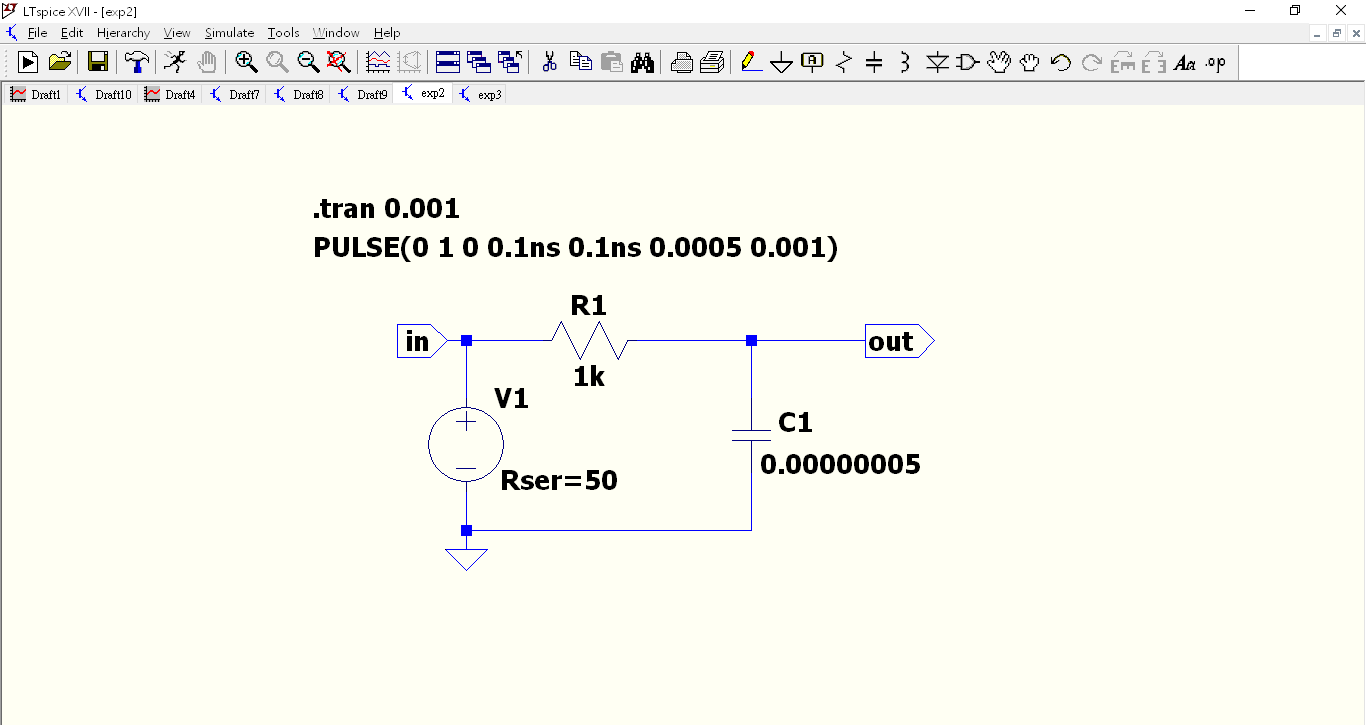 LTspice XVII - [exp2]
File Edit Hierarchy View Simulate Tools Window Help
A Aa .op
Draft1 Draft10 Draft4 Draft7 Draft8 Draft9 exp2 exp3
.tran 0.001
PULSE(0 1 0 0.1ns 0.1ns 0.0005 0.001)
R1
in
out
1k
V1
C1
0.00000005
Rser=50